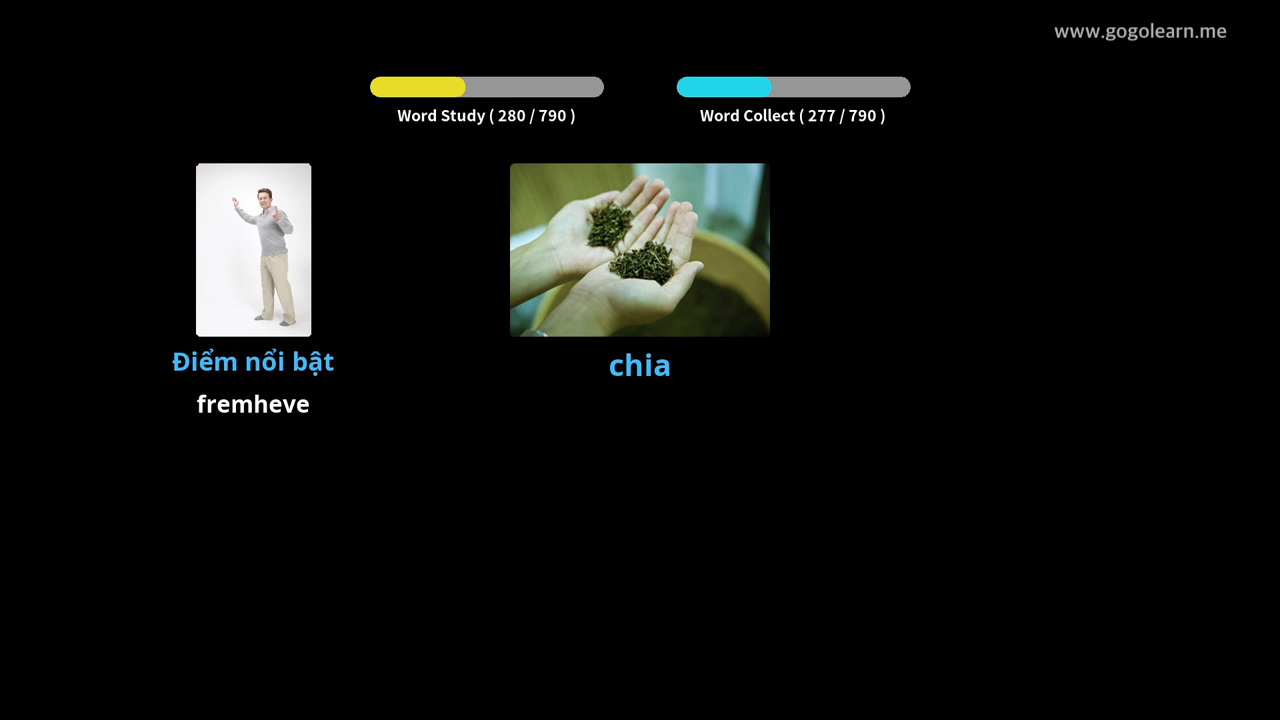 www.gogolearn.me
Word Study ( 280 / 790 )
Word Collect ( 277 / 790 )
Điểm nổi bật
fremheve
chia